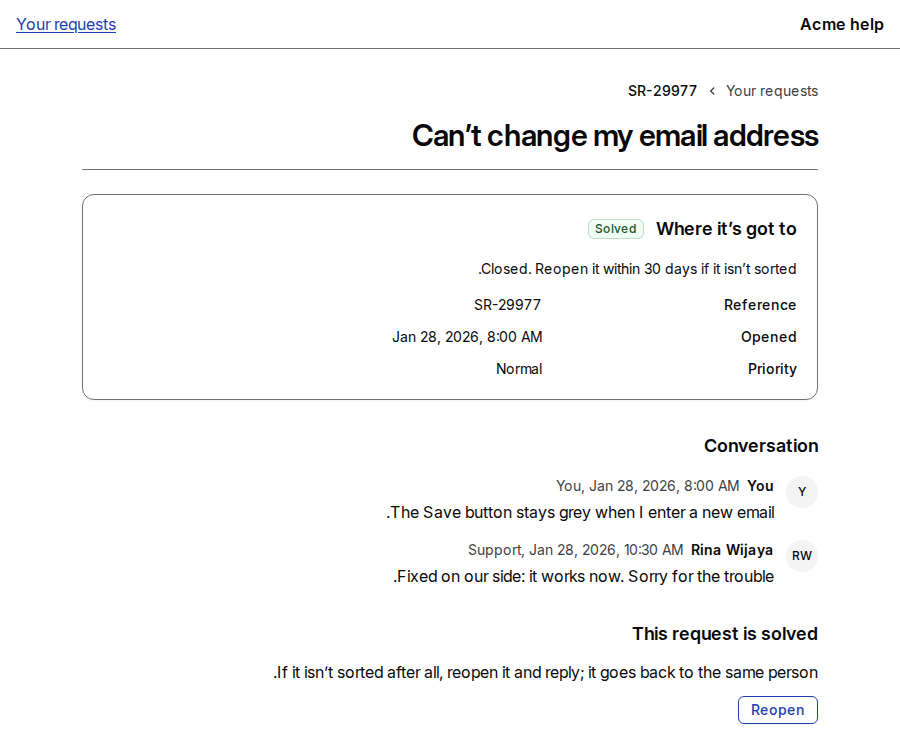 Acme help
Your requests
Your requests › SR-29977
Can’t change my email address
Where it’s got to Solved
Closed. Reopen it within 30 days if it isn’t sorted.
Reference SR-29977
Opened Jan 28, 2026, 8:00 AM
Priority Normal
Conversation
Y
You You, Jan 28, 2026, 8:00 AM
The Save button stays grey when I enter a new email.
RW
Rina Wijaya Support, Jan 28, 2026, 10:30 AM
Fixed on our side: it works now. Sorry for the trouble.
This request is solved
If it isn’t sorted after all, reopen it and reply; it goes back to the same person.
Reopen